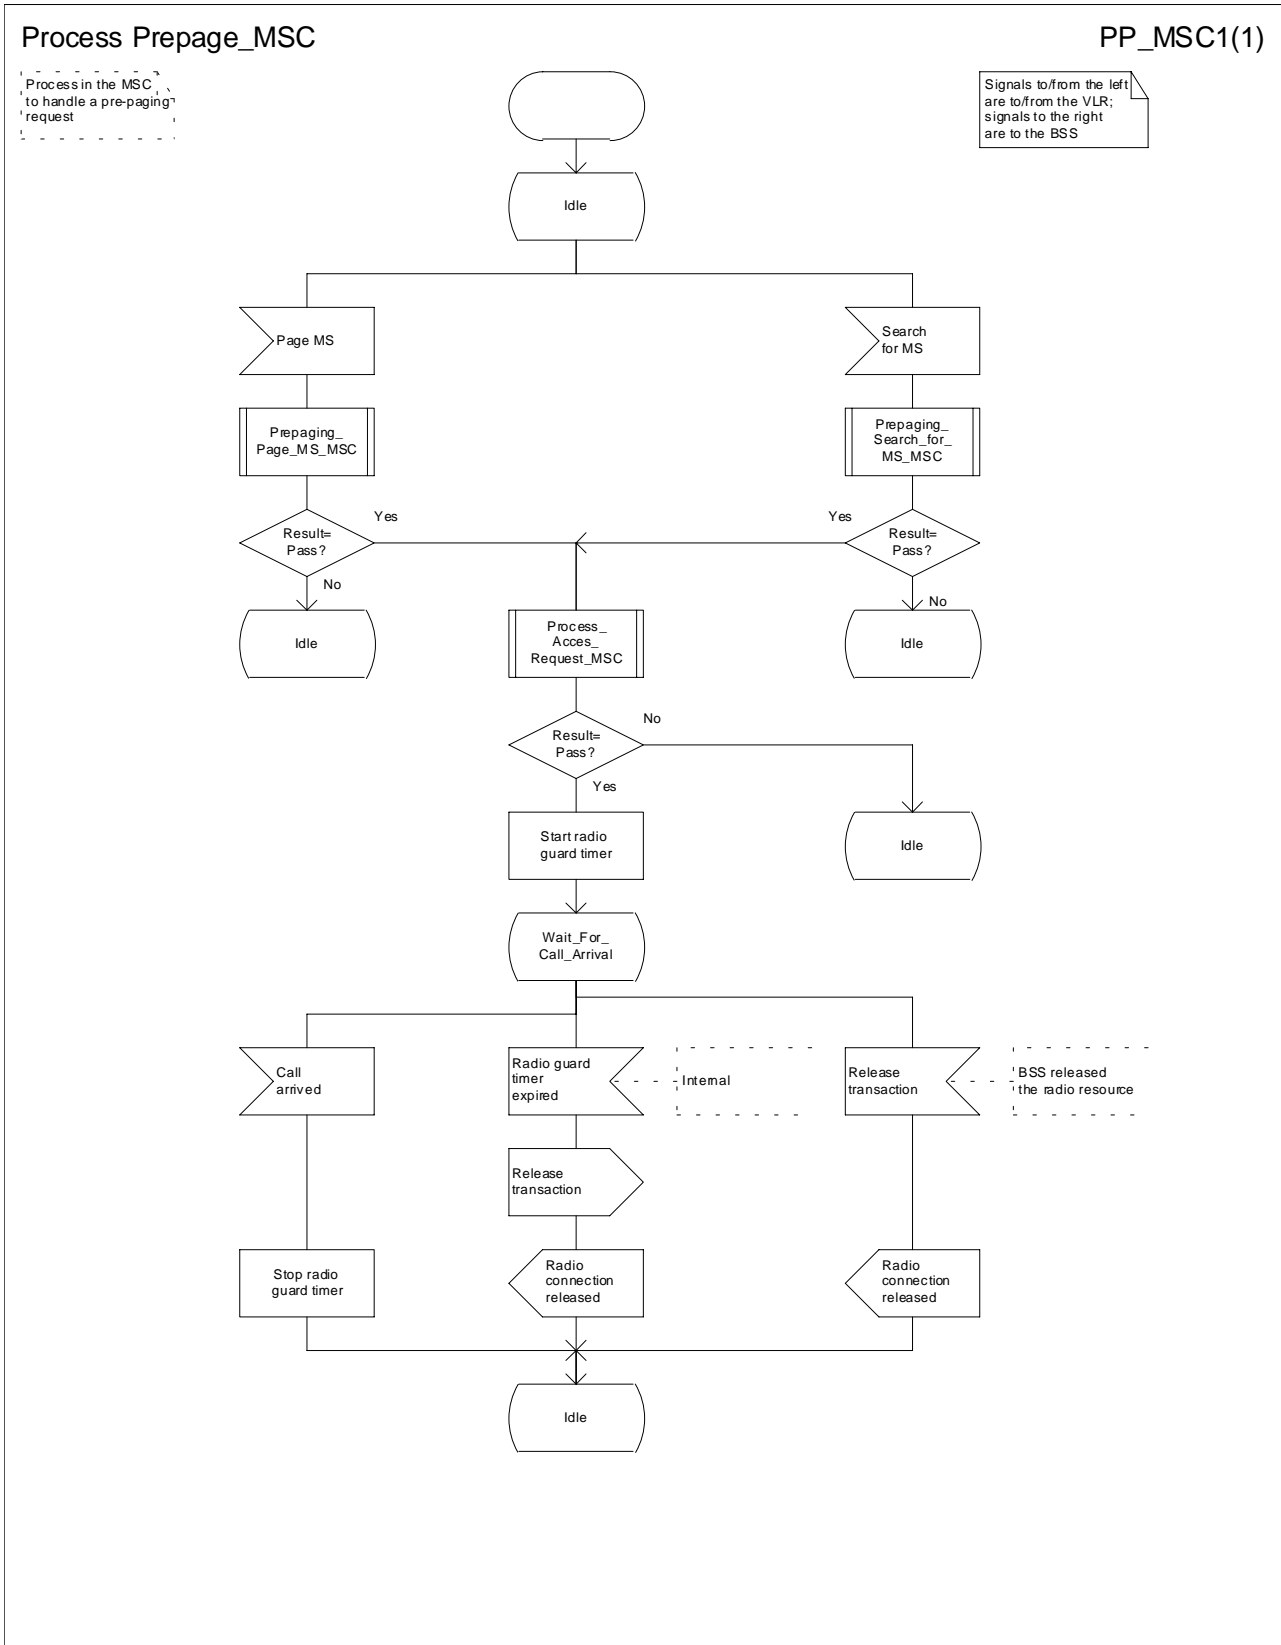 Process Prepage_MSC
PP_MSC1(1)
Process in the MSC
to handle a pre-paging
request
Signals to/from the left
are to/from the VLR;
signals to the right
are to the BSS
Idle
Page MS
Search
for MS
Prepaging_
Page_MS_MSC
Prepaging_
Search_for_
MS_MSC
Yes
Yes
Result=
Pass?
Result=
Pass?
No
No
Idle
Process_
Acces_
Request_MSC
Idle
No
Result=
Pass?
Yes
Start radio
guard timer
Idle
Wait_For_
Call_Arrival
Call
arrived
Radio guard
timer
expired
Internal
Release
transaction
BSS released
the radio resource
Release
transaction
Stop radio
guard timer
Radio
connection
released
Radio
connection
released
Idle